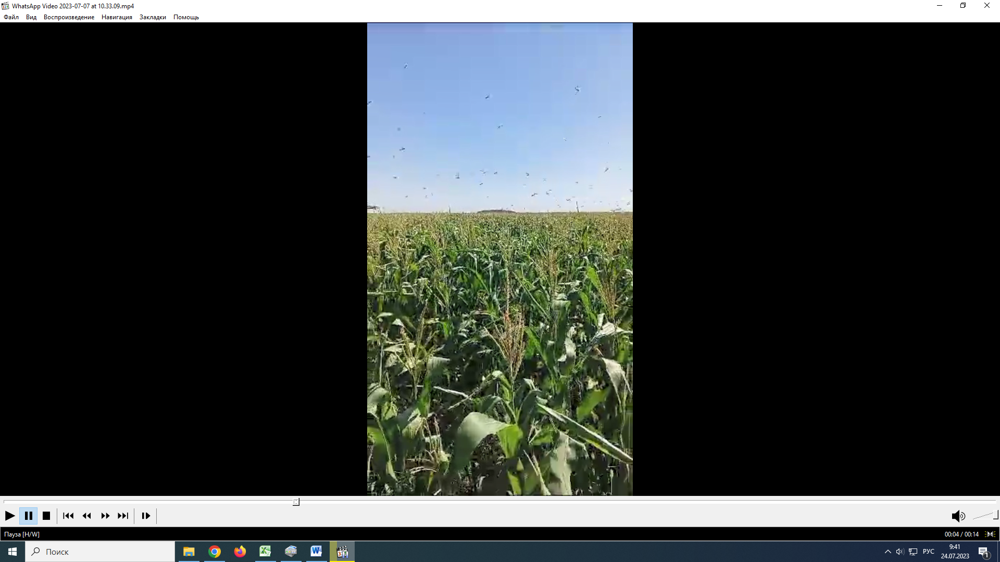 WhatsApp Video 2023-07-07 at 10.33.09.mp4
Файл Вид Воспроизведение Навигация Закладки Помощь
Пауза [H/W]
00:04 / 00:14
Поиск
РУС
9:41
24.07.2023
1